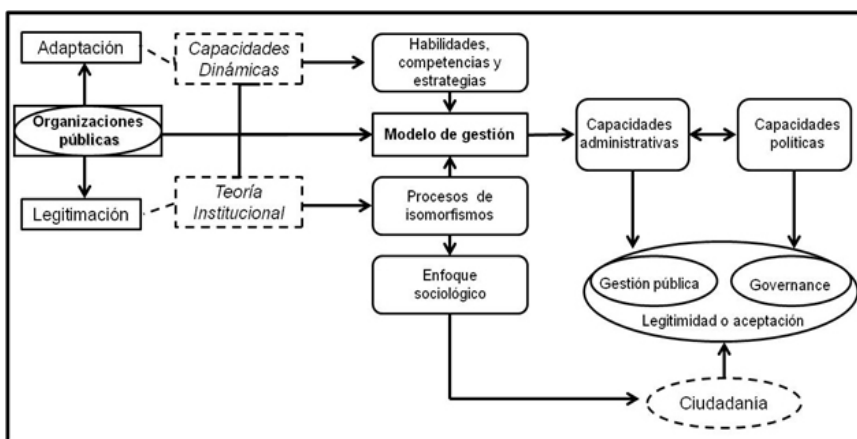 Adaptación
Capacidades
Dinámicas
Habilidades,
competencias y
estrategias
Organizaciones
públicas
Modelo de gestión
Capacidades
administrativas
Capacidades
políticas
Legitimación
Teoría
Institucional
Procesos de
isomorfismos
Enfoque
sociológico
Gestión pública
Governance
Legitimidad o aceptación
Ciudadanía